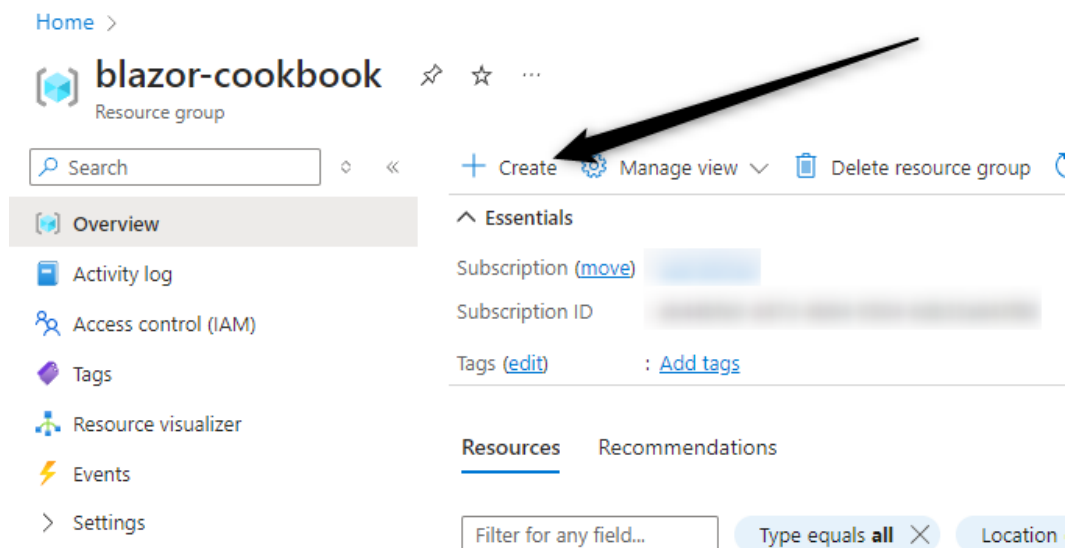 Home >
blazor-cookbook ...
Resource group
Search
Overview
Activity log
Access control (IAM)
Tags
Resource visualizer
Events
Settings
Create Manage view Delete resource group
Essentials
Subscription (move)
Subscription ID
Tags (edit) : Add tags
Resources Recommendations
Filter for any field... Type equals all Location